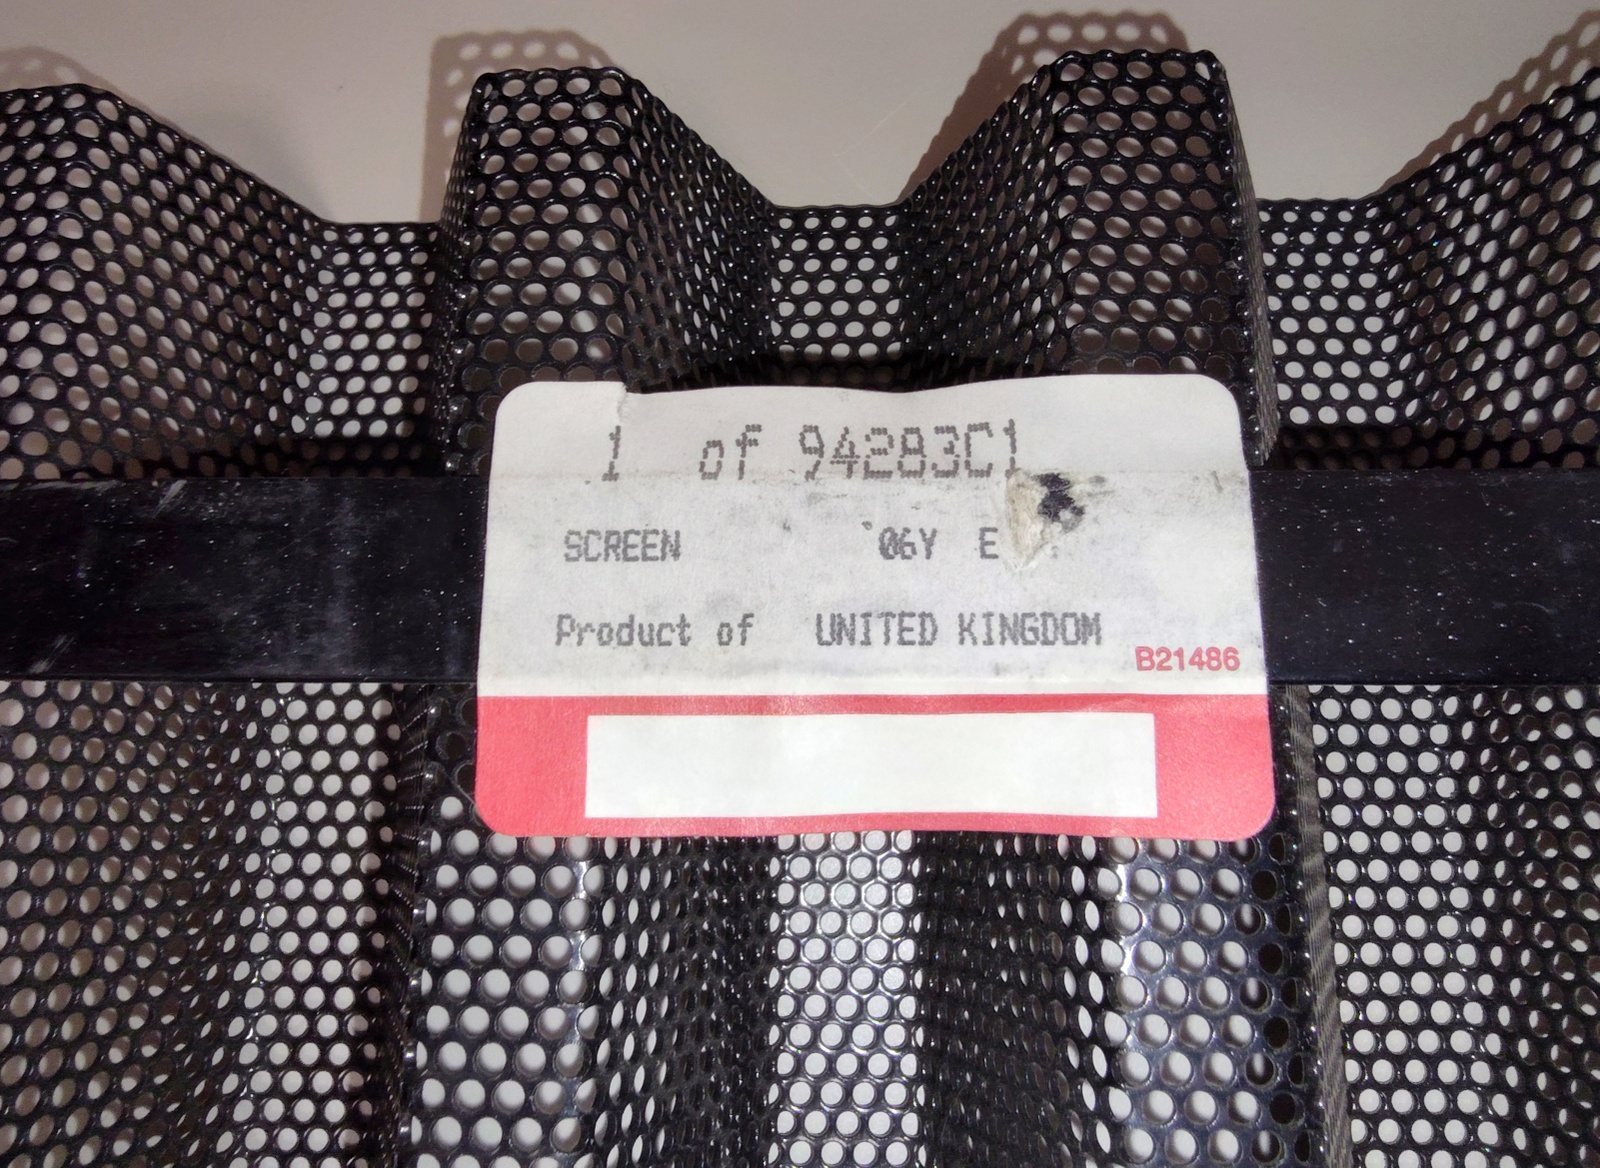 1 of 94283C1
SCREEN 06Y E
Product of UNITED KINGDOM
B21486